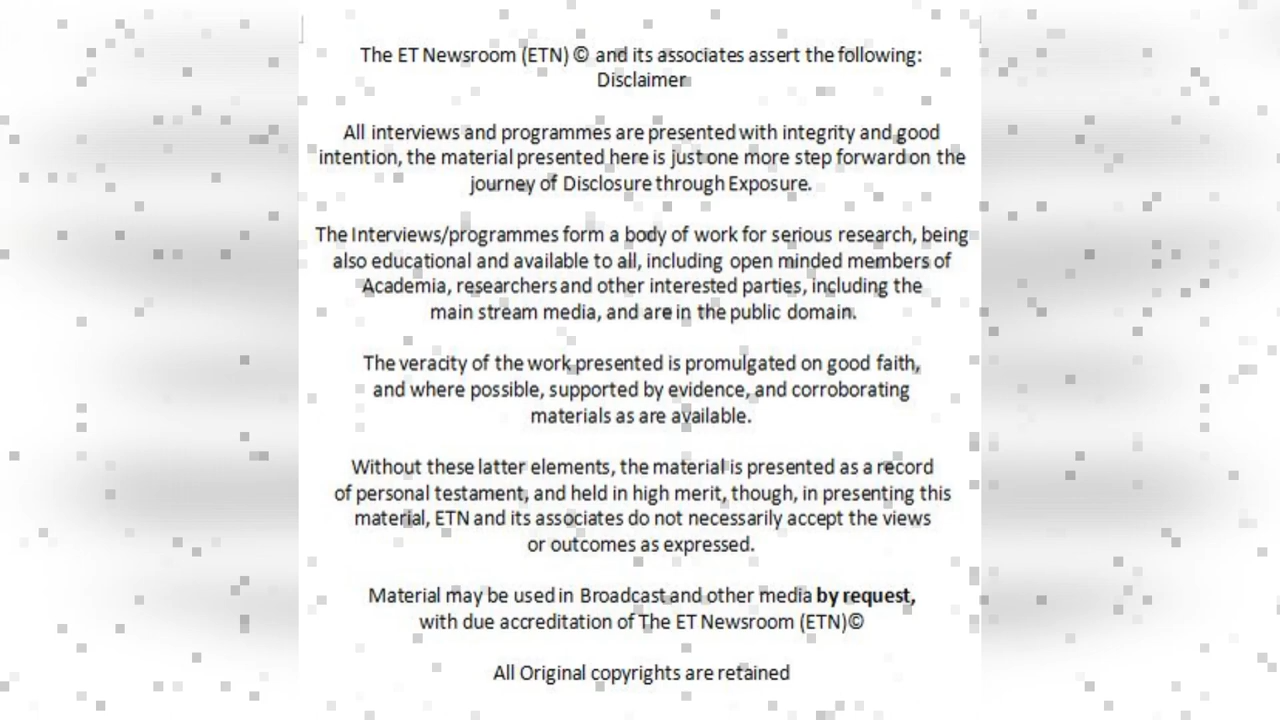 The ET Newsroom (ETN) © and its associates assert the following:
Disclaimer
All interviews and programmes are presented with integrity and good
intention, the material presented here is just one more step forward on the
journey of Disclosure through Exposure.
The Interviews/programmes form a body of work for serious research, being
also educational and available to all, including open minded members of
Academia, researchers and other interested parties, including the
main stream media, and are in the public domain.
The veracity of the work presented is promulgated on good faith,
and where possible, supported by evidence, and corroborating
materials as are available.
Without these latter elements, the material is presented as a record
of personal testament, and held in high merit, though, in presenting this
material, ETN and its associates do not necessarily accept the views
or outcomes as expressed.
Material may be used in Broadcast and other media by request,
with due accreditation of The ET Newsroom (ETN)©
All Original copyrights are retained